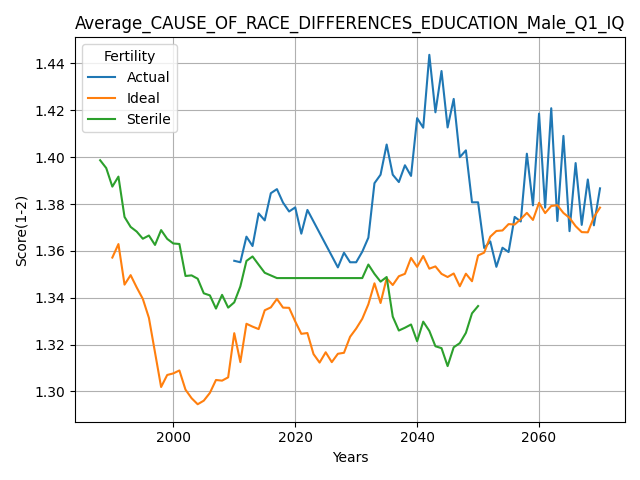 Average_CAUSE_OF_RACE_DIFFERENCES_EDUCATION_Male_Q1_IQ
Fertility
Actual
Ideal
Sterile
Score(1-2)
1.44
1.42
1.40
1.38
1.36
1.34
1.32
1.30
2000 2020 2040 2060
Years